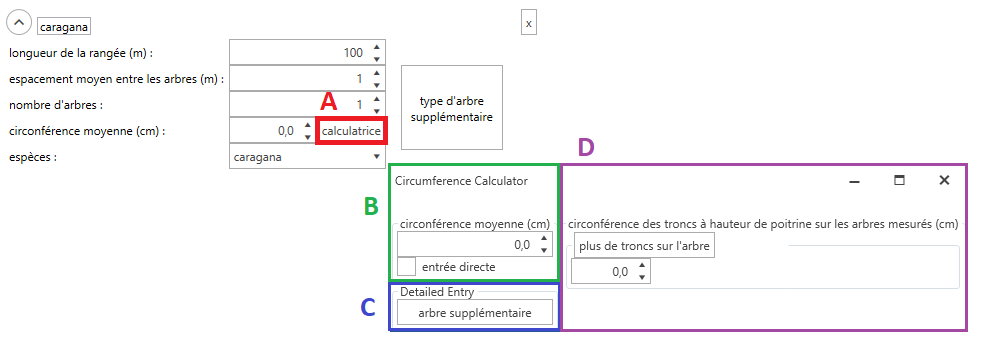 caragana
x
longueur de la rangée (m) :
100
espacement moyen entre les arbres (m) :
1
nombre d'arbres :
1
A
circonférence moyenne (cm) :
0,0
calculatrice
espèces :
caragana
type d'arbre
supplémentaire
D
B
Circumference Calculator
circonférence moyenne (cm)
0,0
entrée directe
circonférence des troncs à hauteur de poitrine sur les arbres mesurés (cm)
plus de troncs sur l'arbre
0,0
C
Detailed Entry
arbre supplémentaire